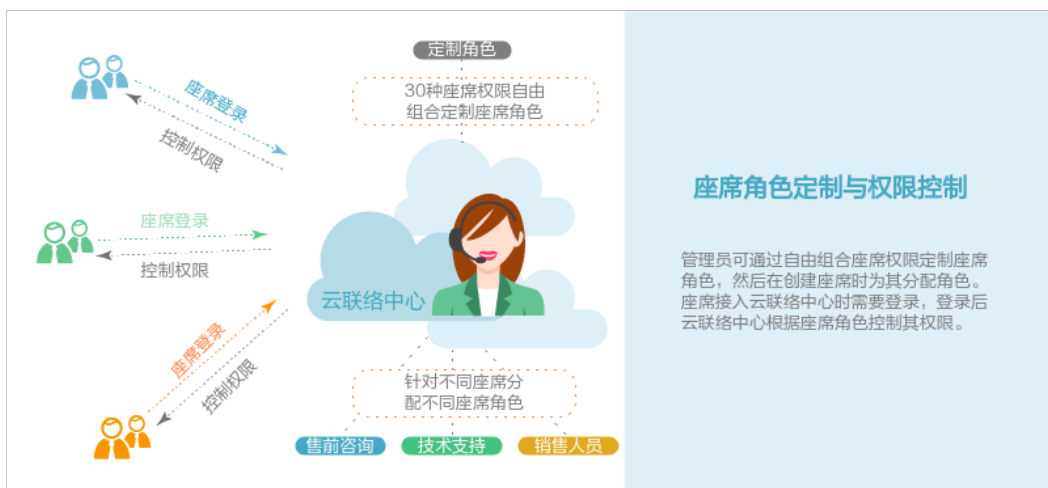 定制角色
30种座席权限自由
组合定制座席角色
座席登录
控制权限
座席登录
控制权限
座席登录
控制权限
云联络中心
针对不同座席分
配不同座席角色
售前咨询
技术支持
销售人员
座席角色定制与权限控制
管理员可通过自由组合座席权限定制座席
角色，然后在创建座席时为其分配角色。
座席接入云联络中心时需要登录，登录后
云联络中心根据座席角色控制其权限。